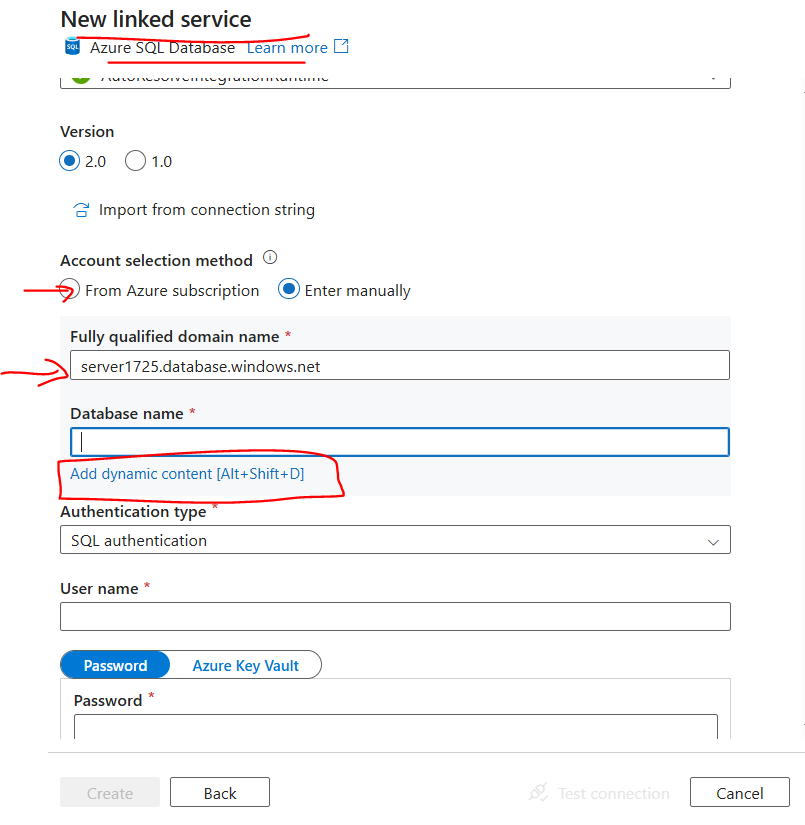 New linked service
Azure SQL Database Learn more
AutoResolveIntegrationRuntime
Version
2.0 1.0
Import from connection string
Account selection method
From Azure subscription Enter manually
Fully qualified domain name *
server1725.database.windows.net
Database name *
Add dynamic content [Alt+Shift+D]
Authentication type *
SQL authentication
User name *
Password Azure Key Vault
Password *
Create Back Test connection Cancel